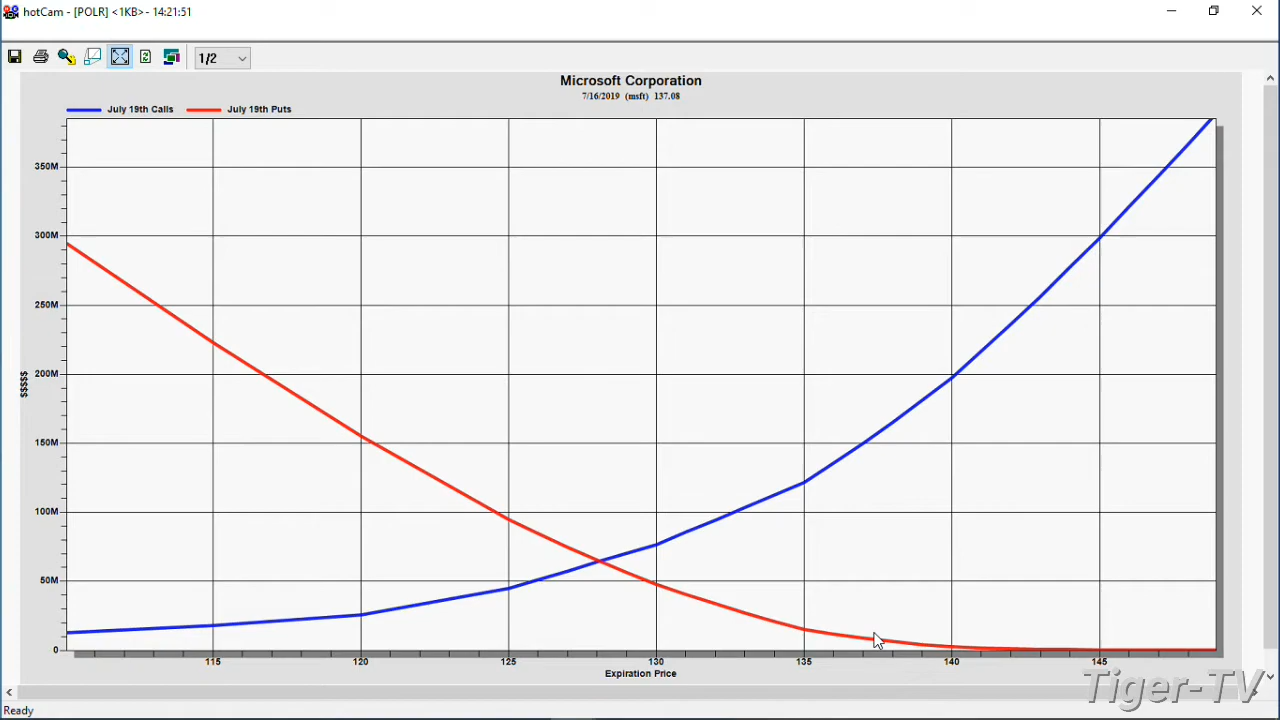 hotCam - [POLR] <1KB> - 14:21:51
1/2
Microsoft Corporation
7/16/2019 (msft) 137.08
July 19th Calls July 19th Puts
350M
300M
250M
200M
$$$$$
150M
100M
50M
0
115 120 125 130 135 140 145
Expiration Price
Tiger-TV
Ready